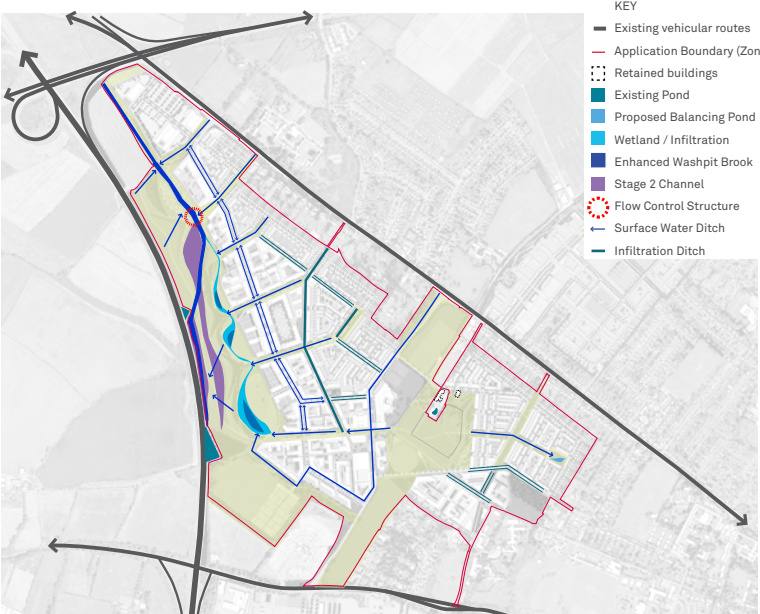 KEY
Existing vehicular routes
Application Boundary (Zon
Retained buildings
Existing Pond
Proposed Balancing Pond
Wetland / Infiltration
Enhanced Washpit Brook
Stage 2 Channel
Flow Control Structure
Surface Water Ditch
Infiltration Ditch